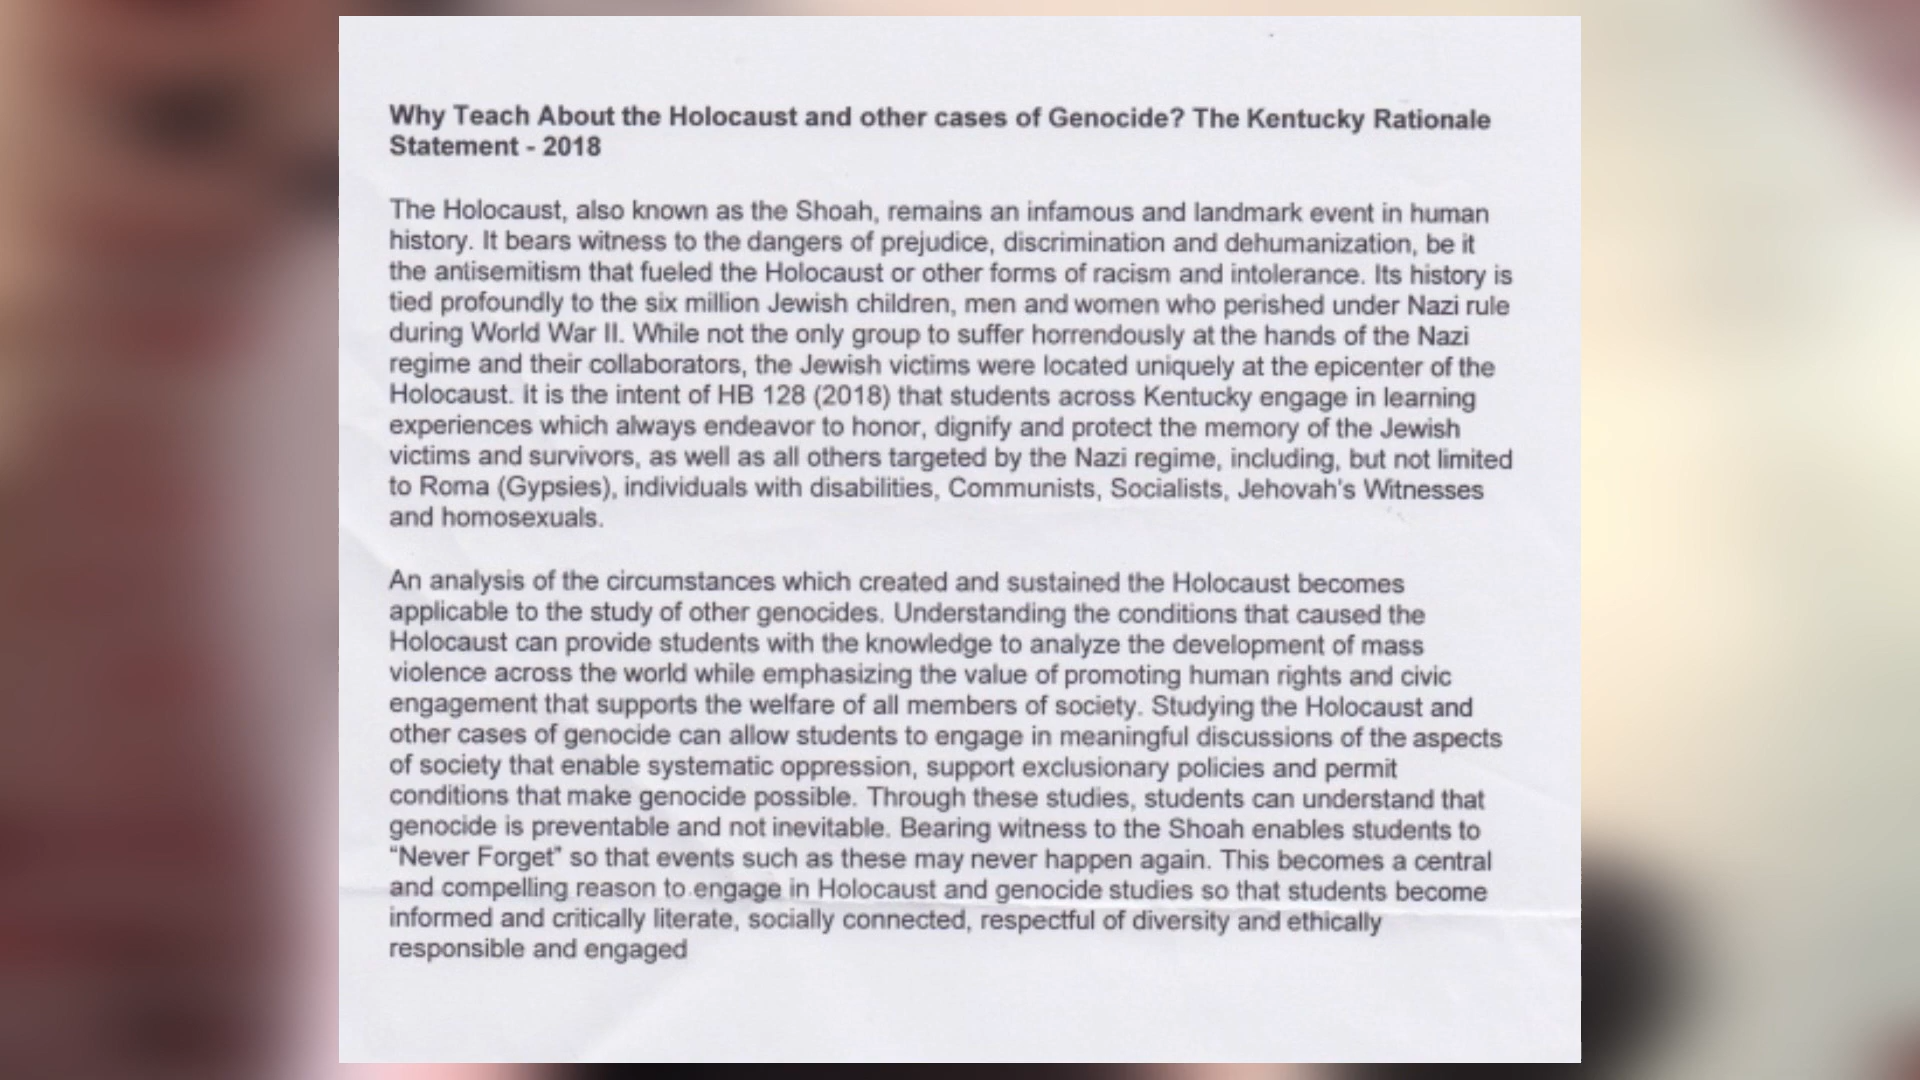 Why Teach About the Holocaust and other cases of Genocide? The Kentucky Rationale
Statement - 2018
The Holocaust, also known as the Shoah, remains an infamous and landmark event in human
history. It bears witness to the dangers of prejudice, discrimination and dehumanization, be it
the antisemitism that fueled the Holocaust or other forms of racism and intolerance. Its history is
tied profoundly to the six million Jewish children, men and women who perished under Nazi rule
during World War II. While not the only group to suffer horrendously at the hands of the Nazi
regime and their collaborators, the Jewish victims were located uniquely at the epicenter of the
Holocaust. It is the intent of HB 128 (2018) that students across Kentucky engage in learning
experiences which always endeavor to honor, dignify and protect the memory of the Jewish
victims and survivors, as well as all others targeted by the Nazi regime, including, but not limited
to Roma (Gypsies), individuals with disabilities, Communists, Socialists, Jehovah's Witnesses
and homosexuals.
An analysis of the circumstances which created and sustained the Holocaust becomes
applicable to the study of other genocides. Understanding the conditions that caused the
Holocaust can provide students with the knowledge to analyze the development of mass
violence across the world while emphasizing the value of promoting human rights and civic
engagement that supports the welfare of all members of society. Studying the Holocaust and
other cases of genocide can allow students to engage in meaningful discussions of the aspects
of society that enable systematic oppression, support exclusionary policies and permit
conditions that make genocide possible. Through these studies, students can understand that
genocide is preventable and not inevitable. Bearing witness to the Shoah enables students to
“Never Forget” so that events such as these may never happen again. This becomes a central
and compelling reason to engage in Holocaust and genocide studies so that students become
informed and critically literate, socially connected, respectful of diversity and ethically
responsible and engaged